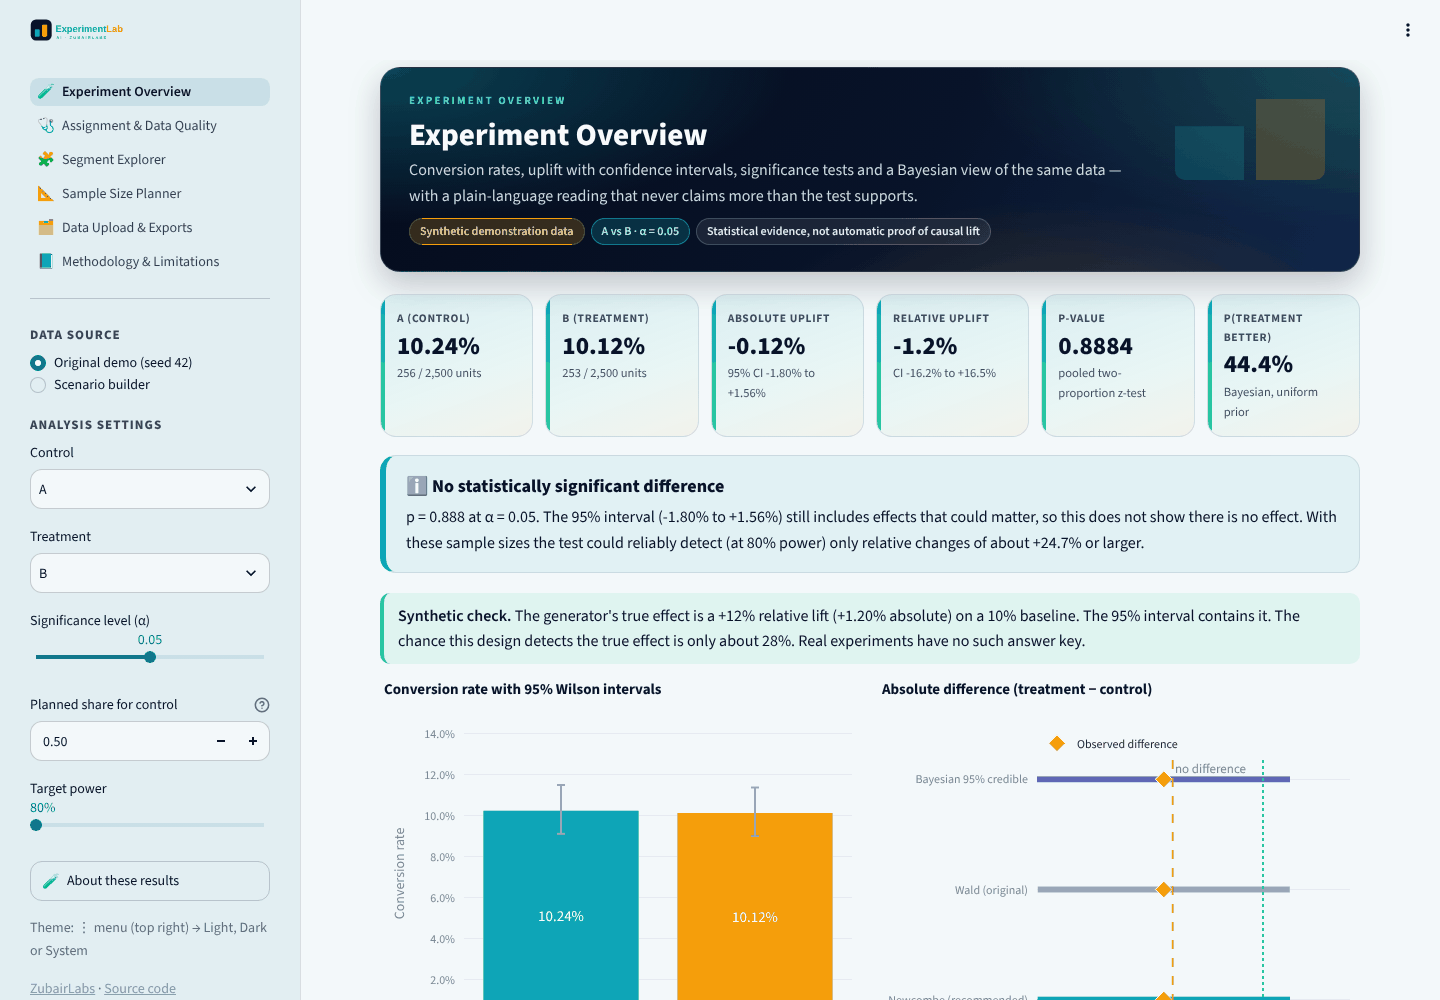 ExperimentLab
AI · ZUBAIRLABS
Experiment Overview
Assignment & Data Quality
Segment Explorer
Sample Size Planner
Data Upload & Exports
Methodology & Limitations
DATA SOURCE
Original demo (seed 42)
Scenario builder
ANALYSIS SETTINGS
Control
A
Treatment
B
Significance level (α)
0.05
Planned share for control
0.50
Target power
80%
About these results
Theme: ⋮ menu (top right) → Light, Dark
or System
ZubairLabs · Source code
EXPERIMENT OVERVIEW
Experiment Overview
Conversion rates, uplift with confidence intervals, significance tests and a Bayesian view of the same data —
with a plain-language reading that never claims more than the test supports.
Synthetic demonstration data
A vs B · α = 0.05
Statistical evidence, not automatic proof of causal lift
A (CONTROL)
10.24%
256 / 2,500 units
B (TREATMENT)
10.12%
253 / 2,500 units
ABSOLUTE UPLIFT
-0.12%
95% CI -1.80% to
+1.56%
RELATIVE UPLIFT
-1.2%
CI -16.2% to +16.5%
P-VALUE
0.8884
pooled two-
proportion z-test
P(TREATMENT
BETTER)
44.4%
Bayesian, uniform
prior
No statistically significant difference
p = 0.888 at α = 0.05. The 95% interval (-1.80% to +1.56%) still includes effects that could matter, so this does not show there is no effect. With
these sample sizes the test could reliably detect (at 80% power) only relative changes of about +24.7% or larger.
Synthetic check. The generator's true effect is a +12% relative lift (+1.20% absolute) on a 10% baseline. The 95% interval contains it. The
chance this design detects the true effect is only about 28%. Real experiments have no such answer key.
Conversion rate with 95% Wilson intervals
14.0%
12.0%
10.0%
8.0%
6.0%
4.0%
2.0%
Conversion rate
10.24%
10.12%
Absolute difference (treatment − control)
Observed difference
no difference
Bayesian 95% credible
Wald (original)
Newcombe (recommended)